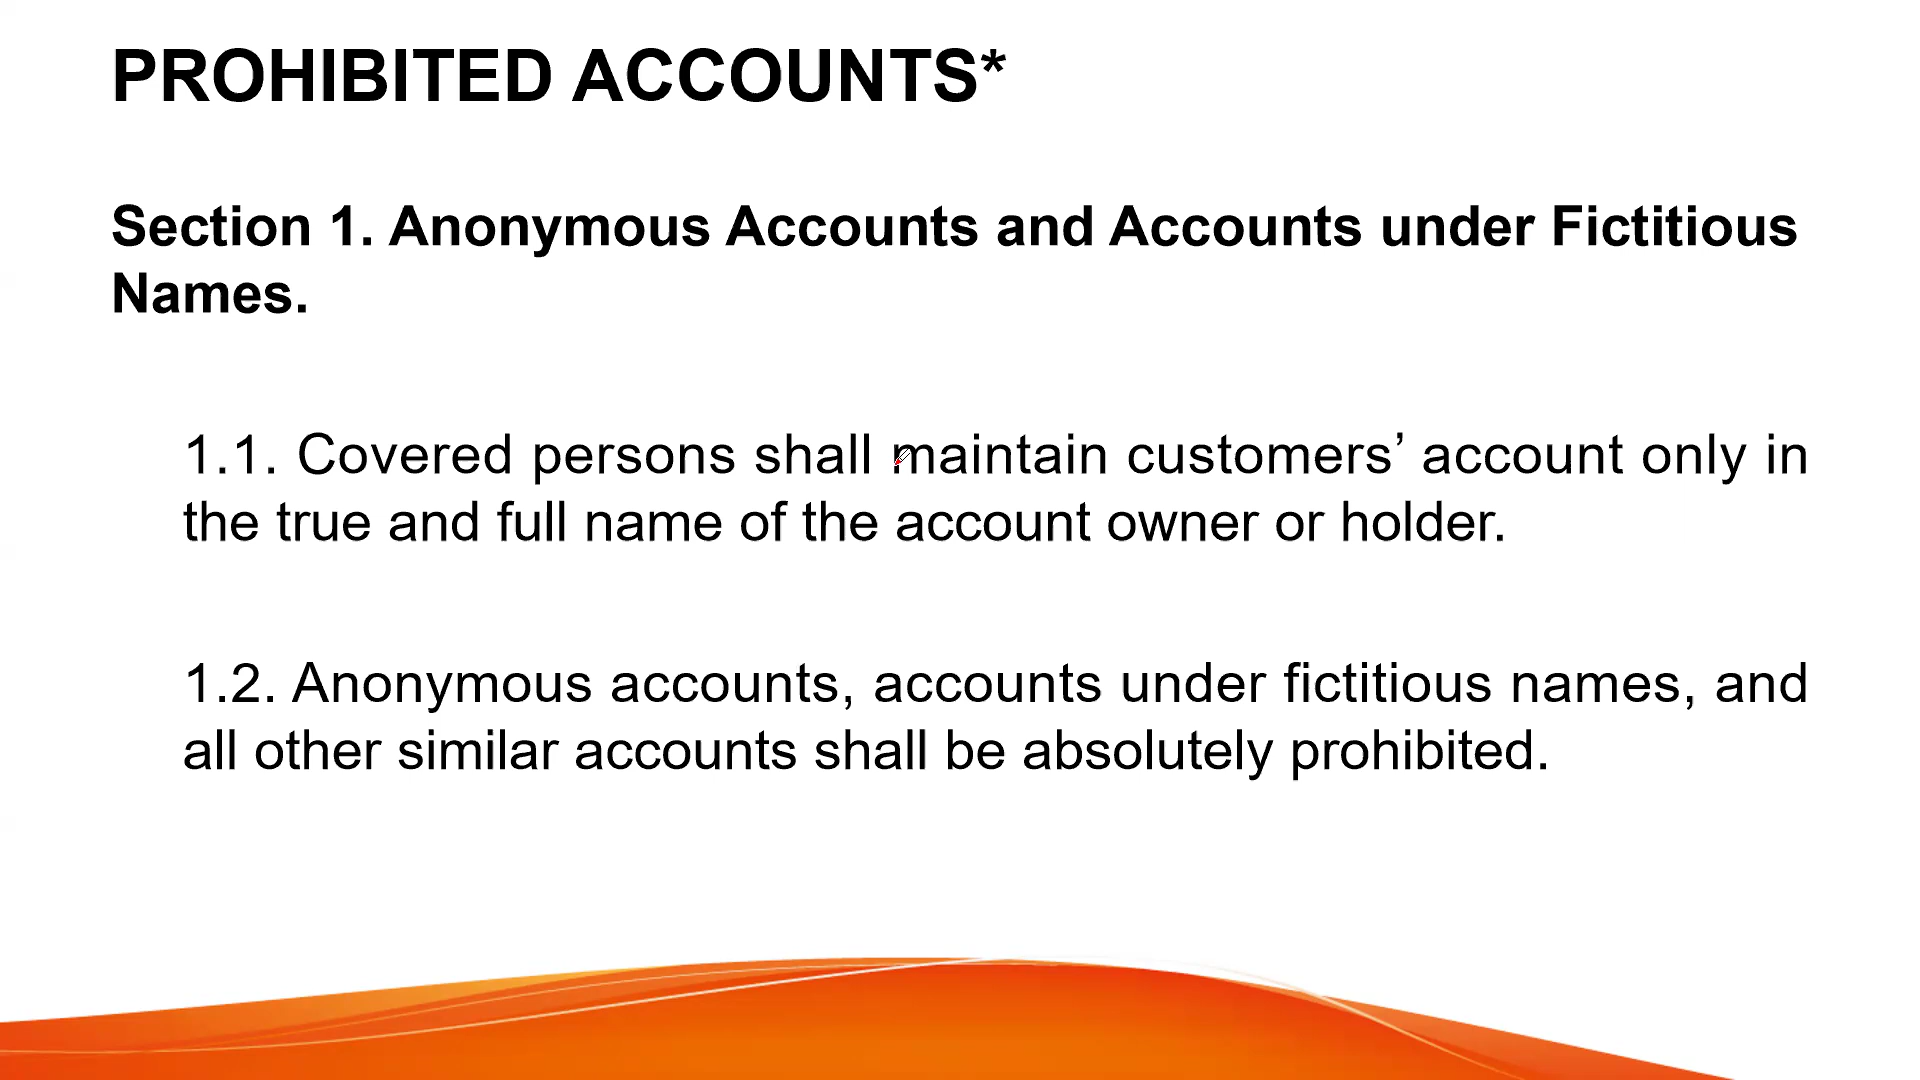 PROHIBITED ACCOUNTS*
Section 1. Anonymous Accounts and Accounts under Fictitious
Names.
1.1. Covered persons shall maintain customers’ account only in
the true and full name of the account owner or holder.
1.2. Anonymous accounts, accounts under fictitious names, and
all other similar accounts shall be absolutely prohibited.